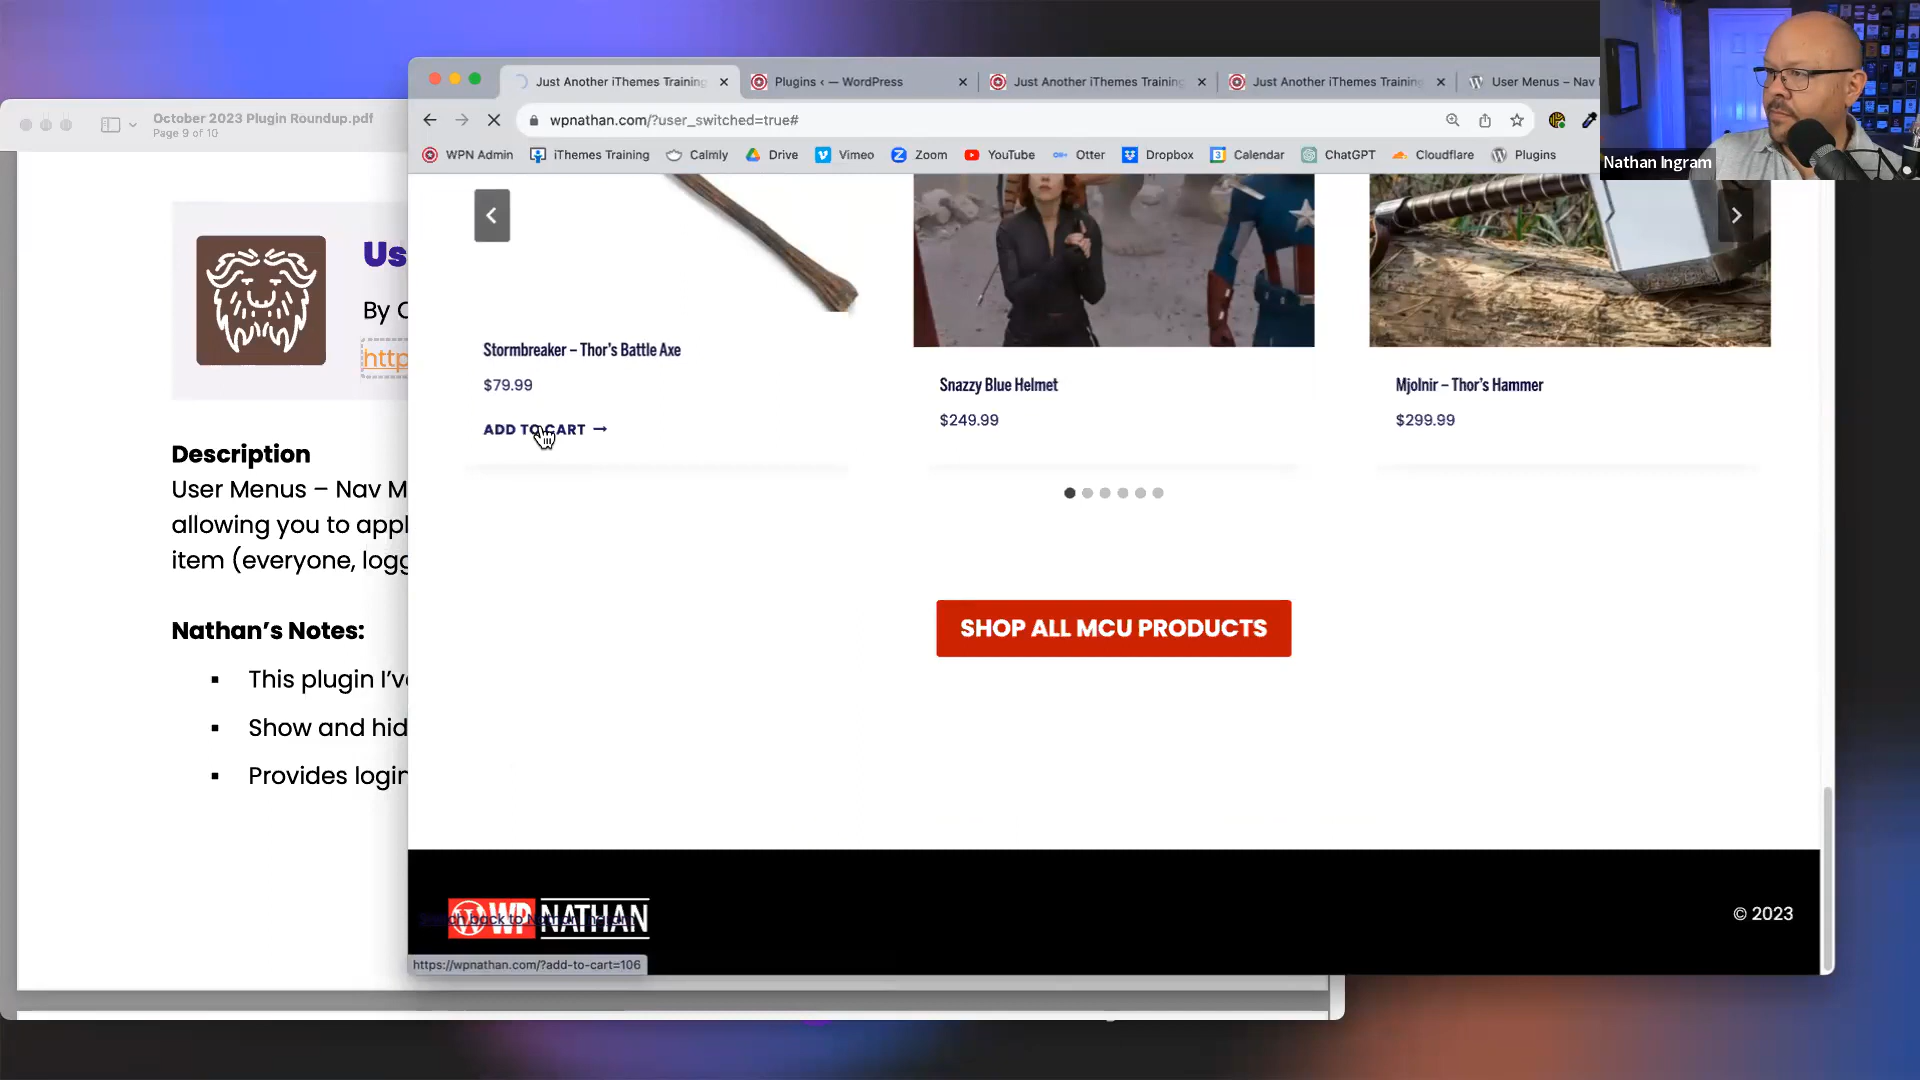 October 2023 Plugin Roundup.pdf
Page 9 of 10
Us
By C
http
Description
User Menus – Nav M
allowing you to appl
item (everyone, logg
Nathan's Notes:
This plugin I'v
Show and hid
Provides login
Just Another iThemes Training
Plugins ‹ — WordPress
Just Another iThemes Training
Just Another iThemes Training
User Menus – Nav
wpnathan.com/?user_switched=true#
WPN Admin
iThemes Training
Calmly
Drive
Vimeo
Zoom
YouTube
Otter
Dropbox
Calendar
ChatGPT
Cloudflare
Plugins
Nathan Ingram
Stormbreaker – Thor's Battle Axe
$79.99
ADD TO CART →
Snazzy Blue Helmet
$249.99
Mjolnir – Thor's Hammer
$299.99
SHOP ALL MCU PRODUCTS
Switch back to Nathan Ingram
WP NATHAN
© 2023
https://wpnathan.com/?add-to-cart=106